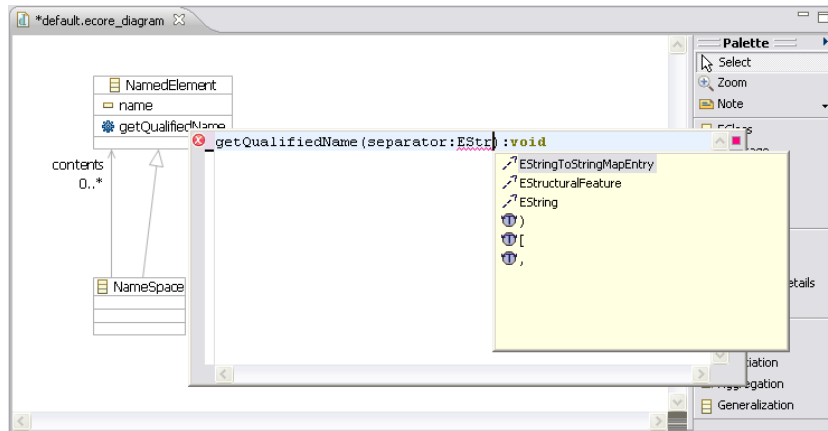 *default.ecore_diagram
Palette
Select
Zoom
Note
NamedElement
name
getQualifiedName
getQualifiedName(separator:EStr):void
EStringToStringMapEntry
EStructuralFeature
EString
)
[
,
contents
0..*
NameSpace
Generalization